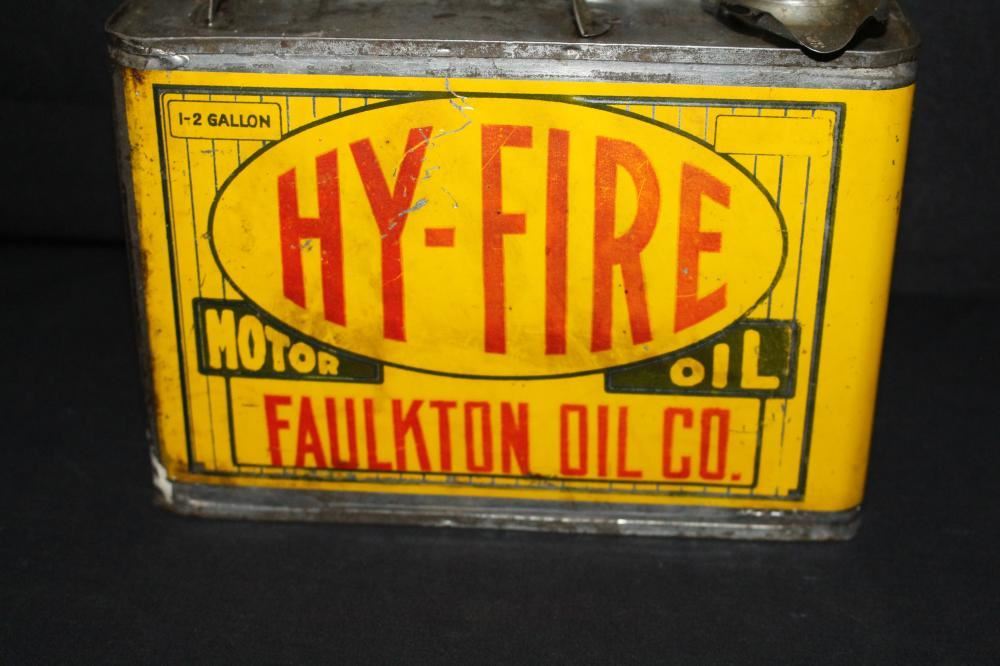 1-2 GALLON
HY-FIRE
MOTOR OIL
FAULKTON OIL CO.